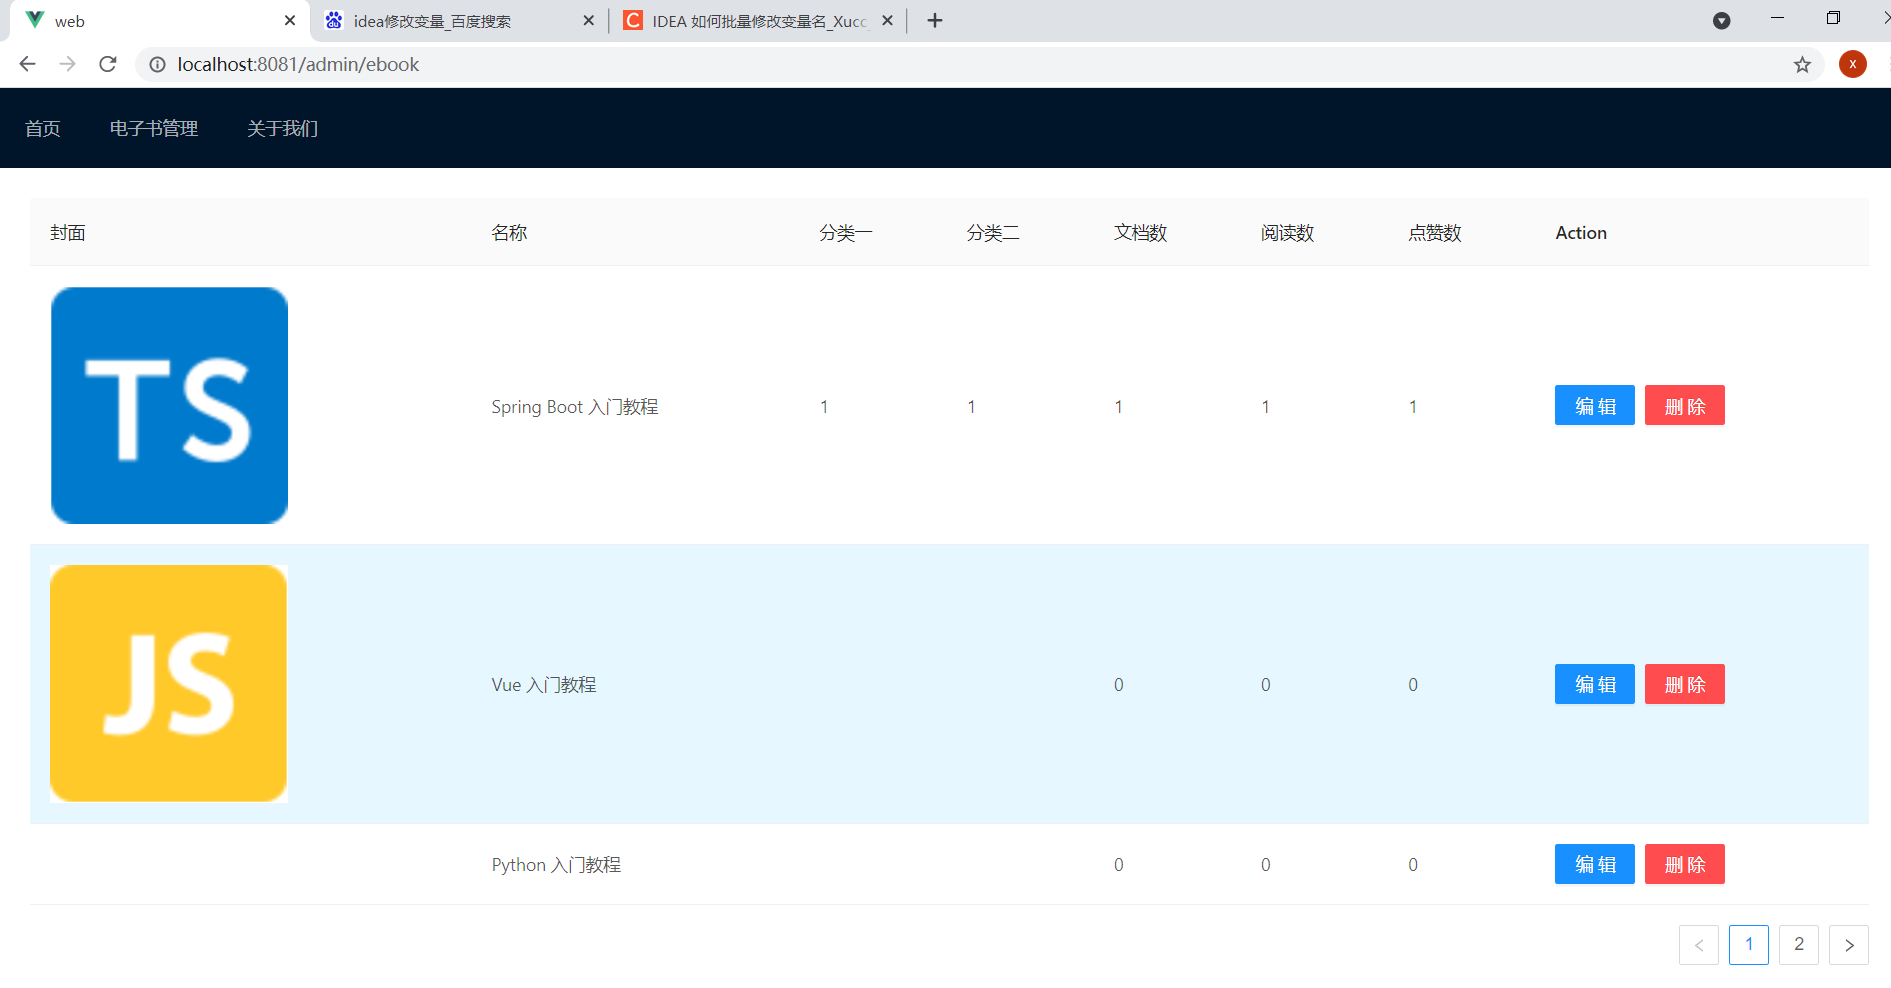 web
idea修改变量_百度搜索
IDEA 如何批量修改变量名_Xucc_
localhost:8081/admin/ebook
X
首页 电子书管理 关于我们
封面 名称 分类一 分类二 文档数 阅读数 点赞数 Action
TS
Spring Boot 入门教程 1 1 1 1 1 编 辑 删 除
JS
Vue 入门教程 0 0 0 编 辑 删 除
Python 入门教程 0 0 0 编 辑 删 除
< 1 2 >